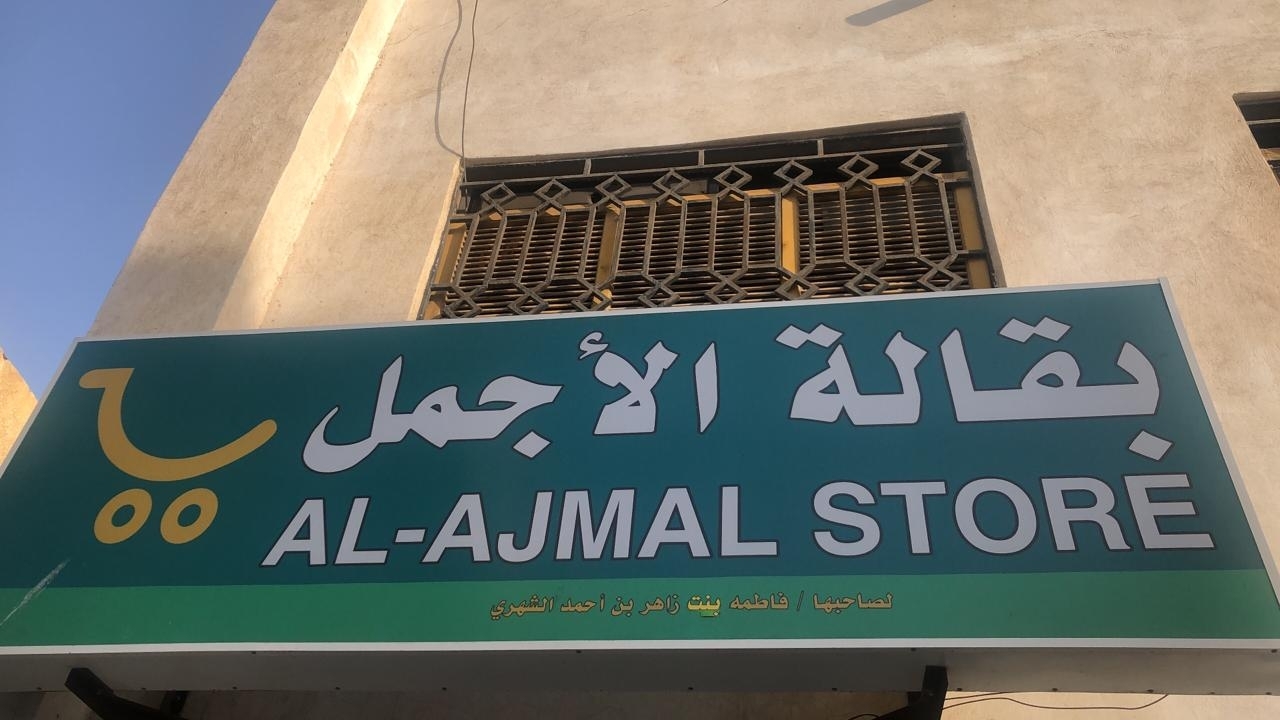 بقالة الأجمل
AL-AJMAL STORE
لصاحبها / فاطمه بنت زاهر بن أحمد الشهري